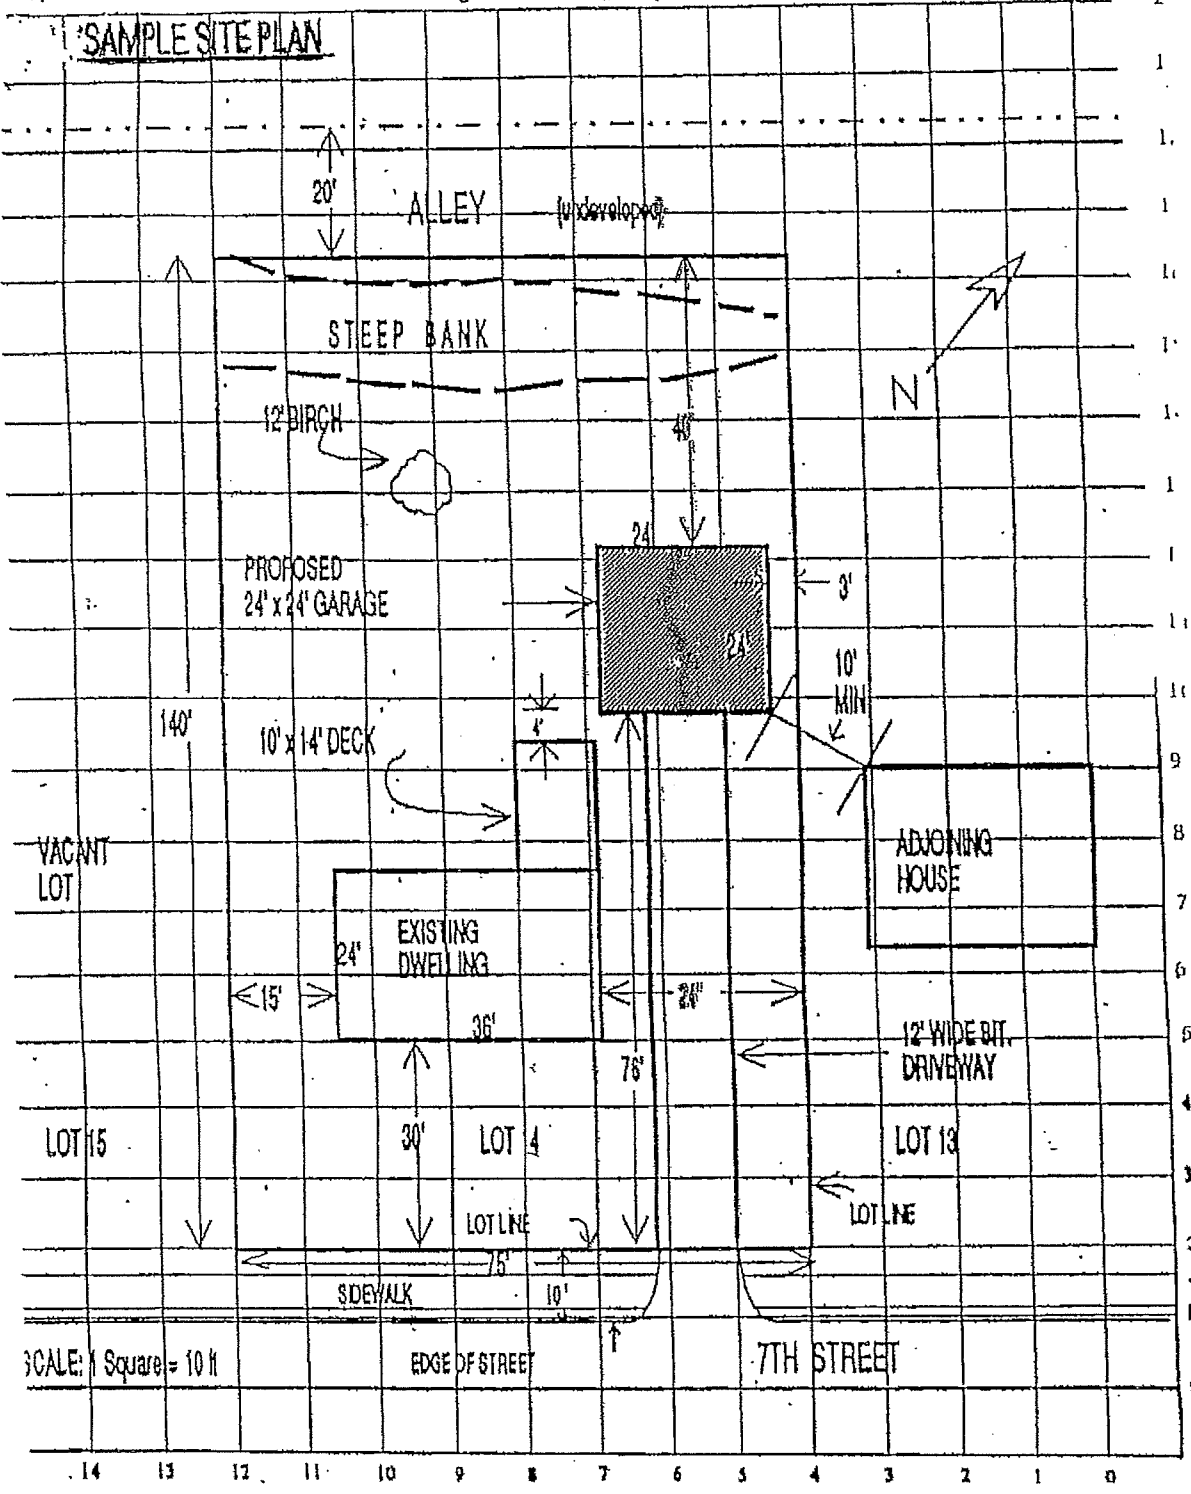 SAMPLE SITE PLAN
20'
ALLEY
(undeveloped)
STEEP BANK
N
12' BIRCH
40'
24
PROPOSED
24' x 24' GARAGE
3'
24'
10'
MIN
4'
140'
10' x 14' DECK
9
VACANT
LOT
ADJOINING
HOUSE
8
7
EXISTING
DWELLING
24'
6
15'
36'
12' WIDE BIT.
DRIVEWAY
5
76'
4
LOT 15
30'
LOT 4
LOT 13
3
LOT LINE
LOT LINE
75'
SIDEWALK
10'
SCALE: 1 Square = 10 ft
EDGE OF STREET
7TH STREET
14 13 12 11 10 9 8 7 6 5 4 3 2 1 0